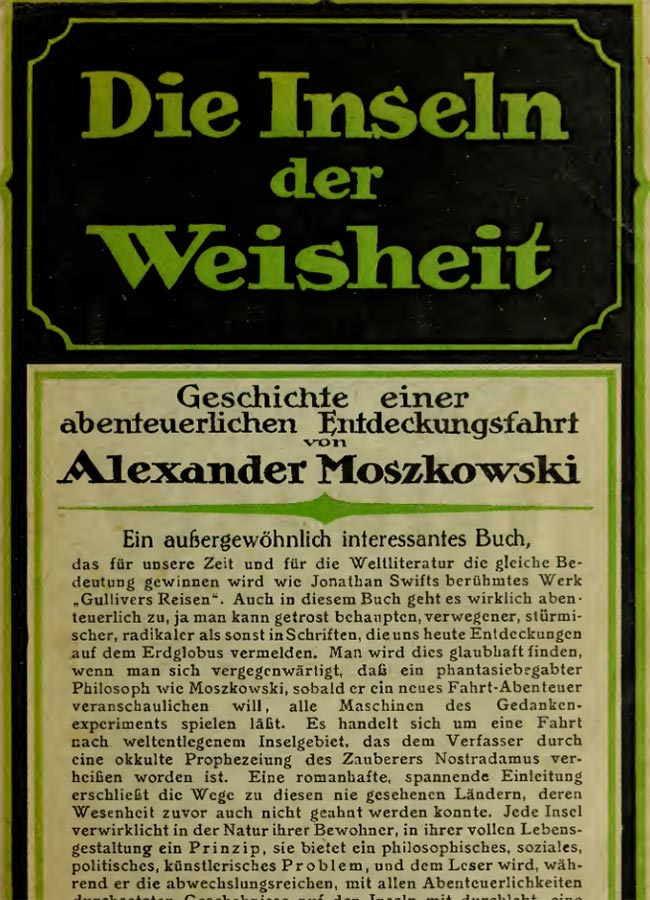 Die Inseln
der
Weisheit
Geschichte einer
abenteuerlichen Entdeckungsfahrt
von
Alexander Moszkowski
Ein außergewöhnlich interessantes Buch,
das für unsere Zeit und für die Weltliteratur die gleiche Be-
deutung gewinnen wird wie Jonathan Swifts berühmtes Werk
„Gullivers Reisen“. Auch in diesem Buch geht es wirklich aben-
teuerlich zu, ja man kann getrost behaupten, verwegener, stürmi-
scher, radikaler als sonst in Schriften, die uns heute Entdeckungen
auf dem Erdglobus vermelden. Man wird dies glaubhaft finden,
wenn man sich vergegenwärtigt, daß ein phantasiebegabter
Philosoph wie Moszkowski, sobald er ein neues Fahrt-Abenteuer
veranschaulichen will, alle Maschinen des Gedanken-
experiments spielen läßt. Es handelt sich um eine Fahrt
nach weltentlegenem Inselgebiet, das dem Verfasser durch
eine okkulte Prophezeiung des Zauberers Nostradamus ver-
heißen worden ist. Eine romanhafte, spannende Einleitung
erschließt die Wege zu diesen nie gesehenen Ländern, deren
Wesenheit zuvor auch nicht geahnt werden konnte. Jede Insel
verwirklicht in der Natur ihrer Bewohner, in ihrer vollen Lebens-
gestaltung ein Prinzip, sie bietet ein philosophisches, soziales,
politisches, künstlerisches Problem, und dem Leser wird, wäh-
rend er die abwechslungsreichen, mit allen Abenteuerlichkeiten